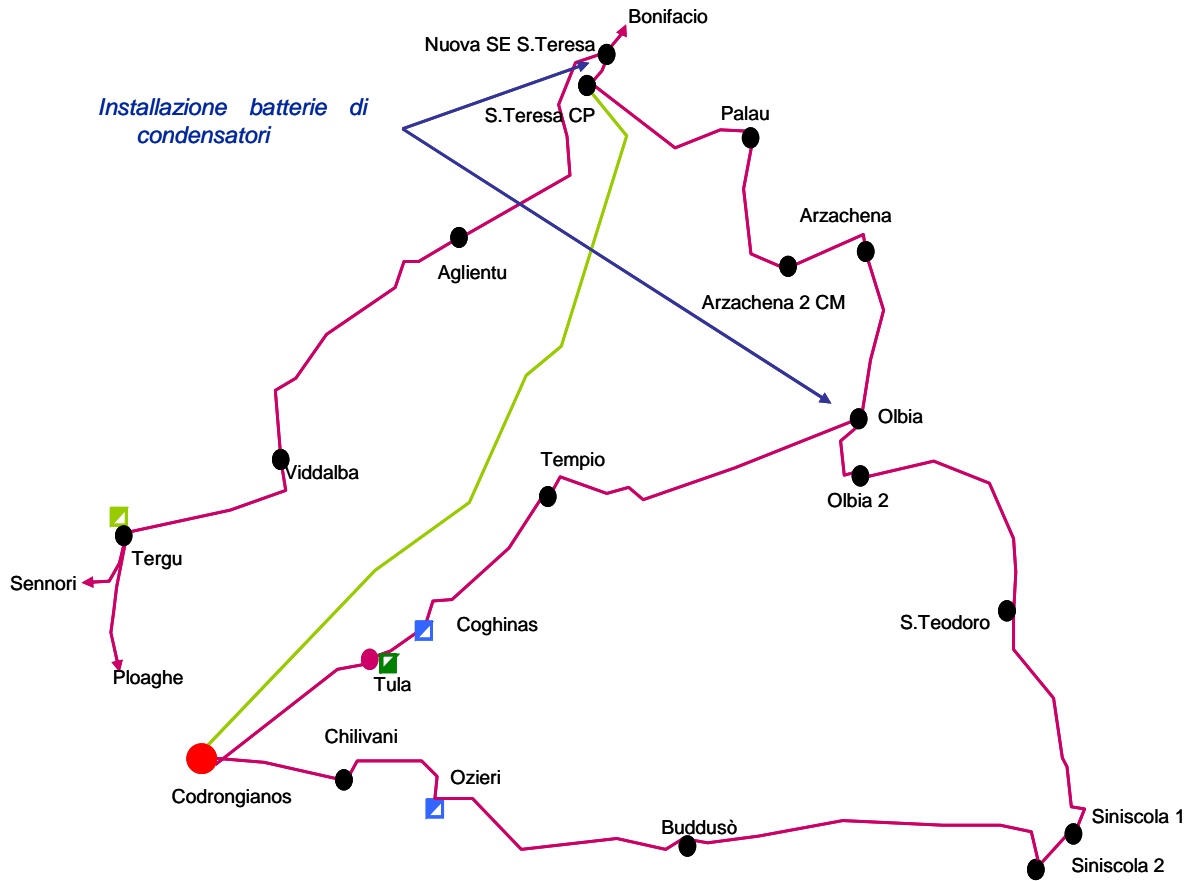 Bonifacio
Nuova SE S.Teresa
Installazione batterie di
condensatori
S.Teresa CP
Palau
Arzachena
Aglientu
Arzachena 2 CM
Olbia
Tempio
Viddalba
Olbia 2
Tergu
Sennori
Coghinas
S.Teodoro
Ploaghe
Tula
Chilivani
Ozieri
Codrongianos
Buddusò
Siniscola 1
Siniscola 2